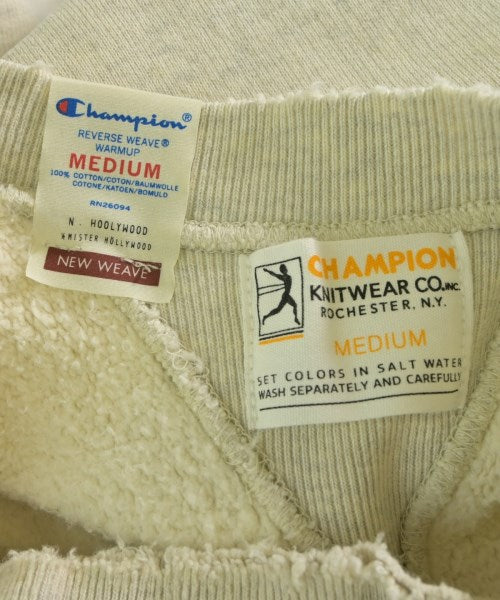 Champion®
REVERSE WEAVE®
WARMUP
MEDIUM
100% COTTON/COTON/BAUMWOLLE
COTONE/KATOEN/BOMULD
RN26094
N. HOOLYWOOD
%MISTER HOLLYWOOD
NEW WEAVE
CHAMPION
KNITWEAR CO.INC.
ROCHESTER, N.Y.
MEDIUM
SET COLORS IN SALT WATER
WASH SEPARATELY AND CAREFULLY